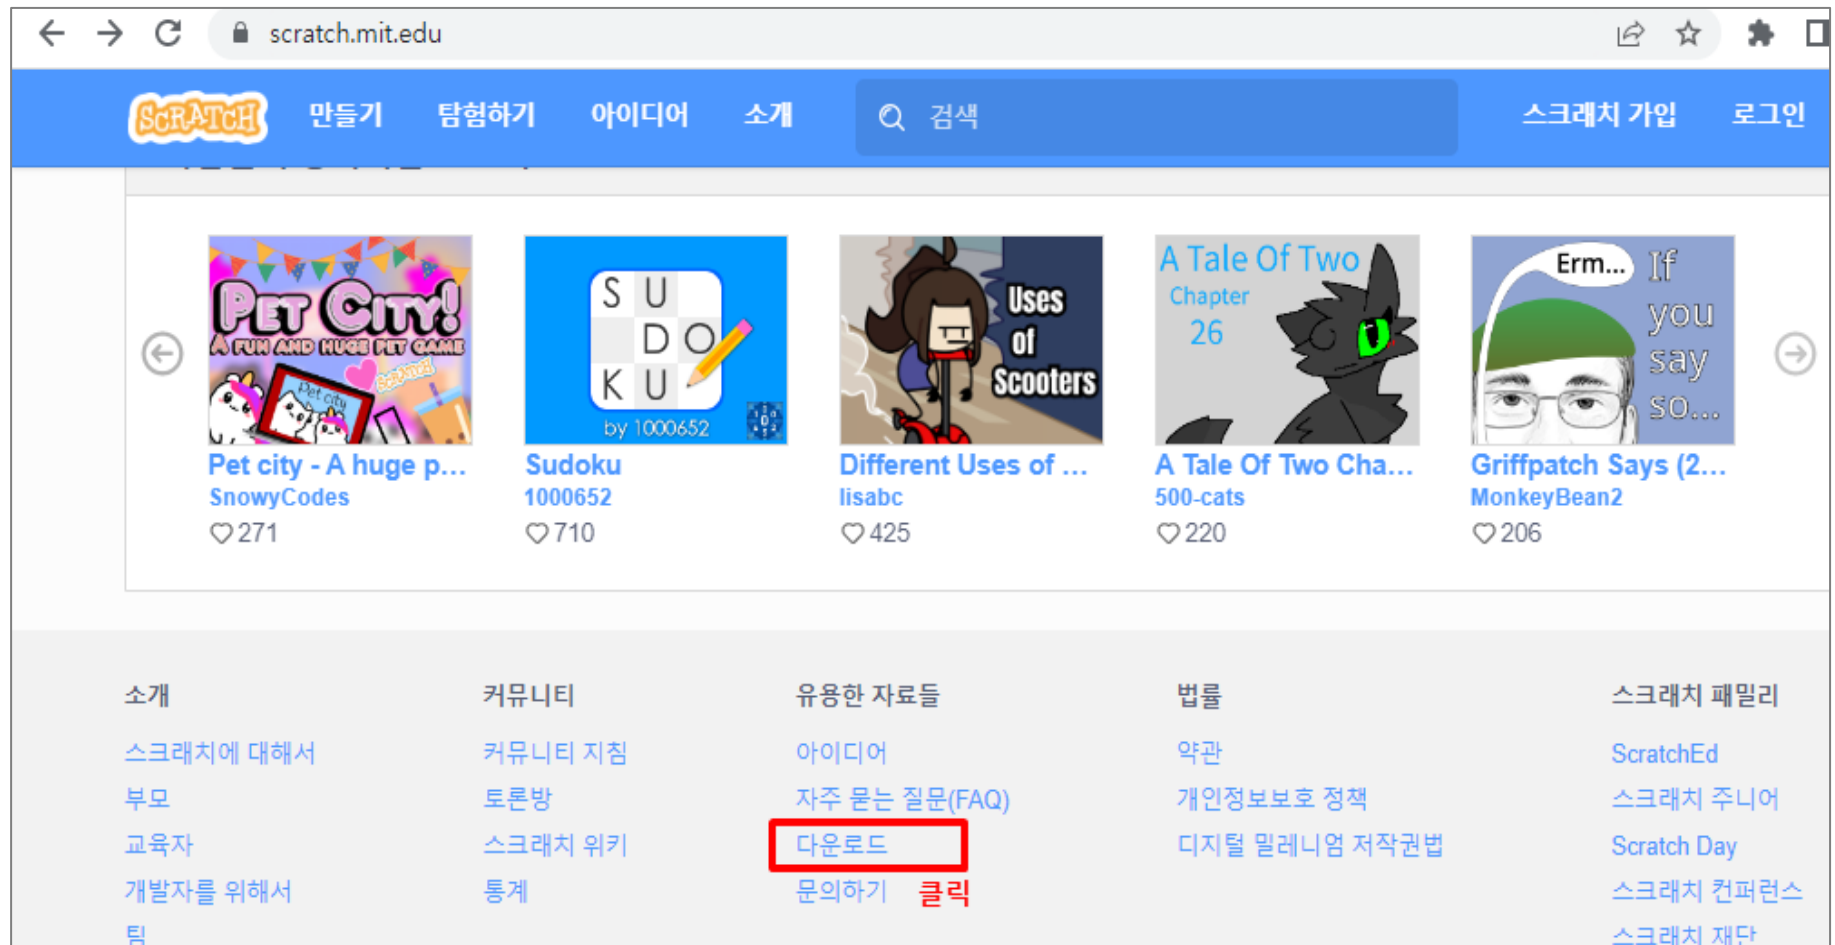 scratch.mit.edu
SCRATCH 만들기 탐험하기 아이디어 소개 검색 스크래치 가입 로그인
PET CITY!
A FUN AND HUGE PET GAME
SCRATCH
Pet city
S U
D O
K U
by 1000652
Uses
of
Scooters
A Tale Of Two
Chapter
26
Erm...
If
you
say
so...
Pet city - A huge p... Sudoku Different Uses of ... A Tale Of Two Cha... Griffpatch Says (2...
SnowyCodes 1000652 lisabc 500-cats MonkeyBean2
271 710 425 220 206
소개 커뮤니티 유용한 자료들 법률 스크래치 패밀리
스크래치에 대해서 커뮤니티 지침 아이디어 약관 ScratchEd
부모 토론방 자주 묻는 질문(FAQ) 개인정보보호 정책 스크래치 주니어
교육자 스크래치 위키 다운로드 디지털 밀레니엄 저작권법 Scratch Day
개발자를 위해서 통계 문의하기 클릭 스크래치 컨퍼런스
팀 스크래치 재단